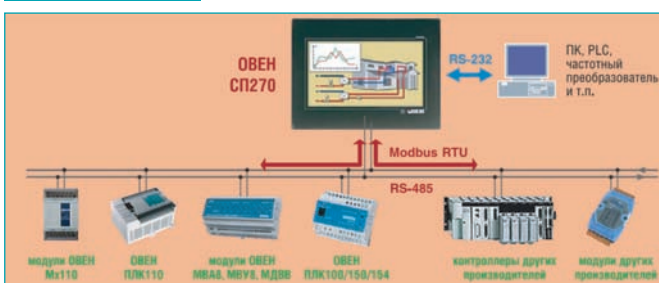 ОВЕН
СП270
RS-232
ПК, PLC,
частотный
преобразователь
и т.п.
Modbus RTU
RS-485
модули ОВЕН
Мх110
ОВЕН
ПЛК110
модули ОВЕН
МВА8, МВУ8, МДВВ
ОВЕН
ПЛК100/150/154
контроллеры других
производителей
модули других
производителей